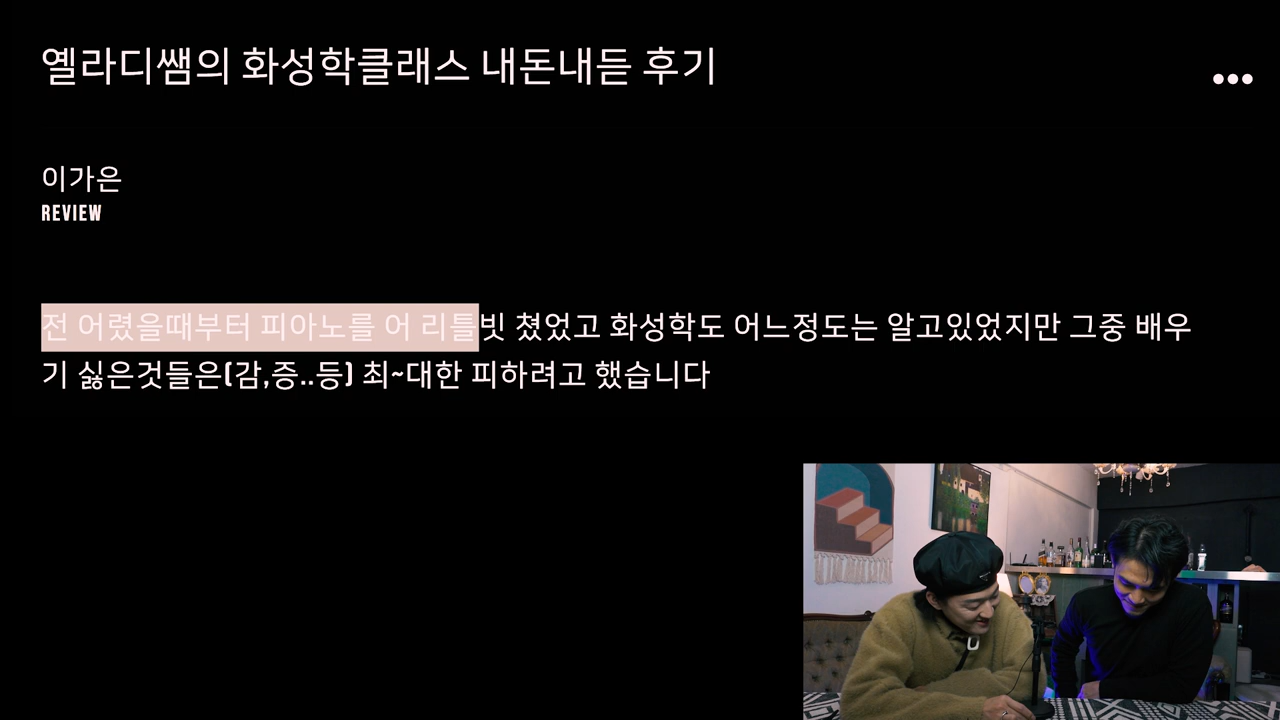 옐라디쌤의 화성학클래스 내돈내듣 후기
이가은
REVIEW
전 어렸을때부터 피아노를 어 리틀빗 쳤었고 화성학도 어느정도는 알고있었지만 그중 배우
기 싫은것들은(감,증..등) 최~대한 피하려고 했습니다